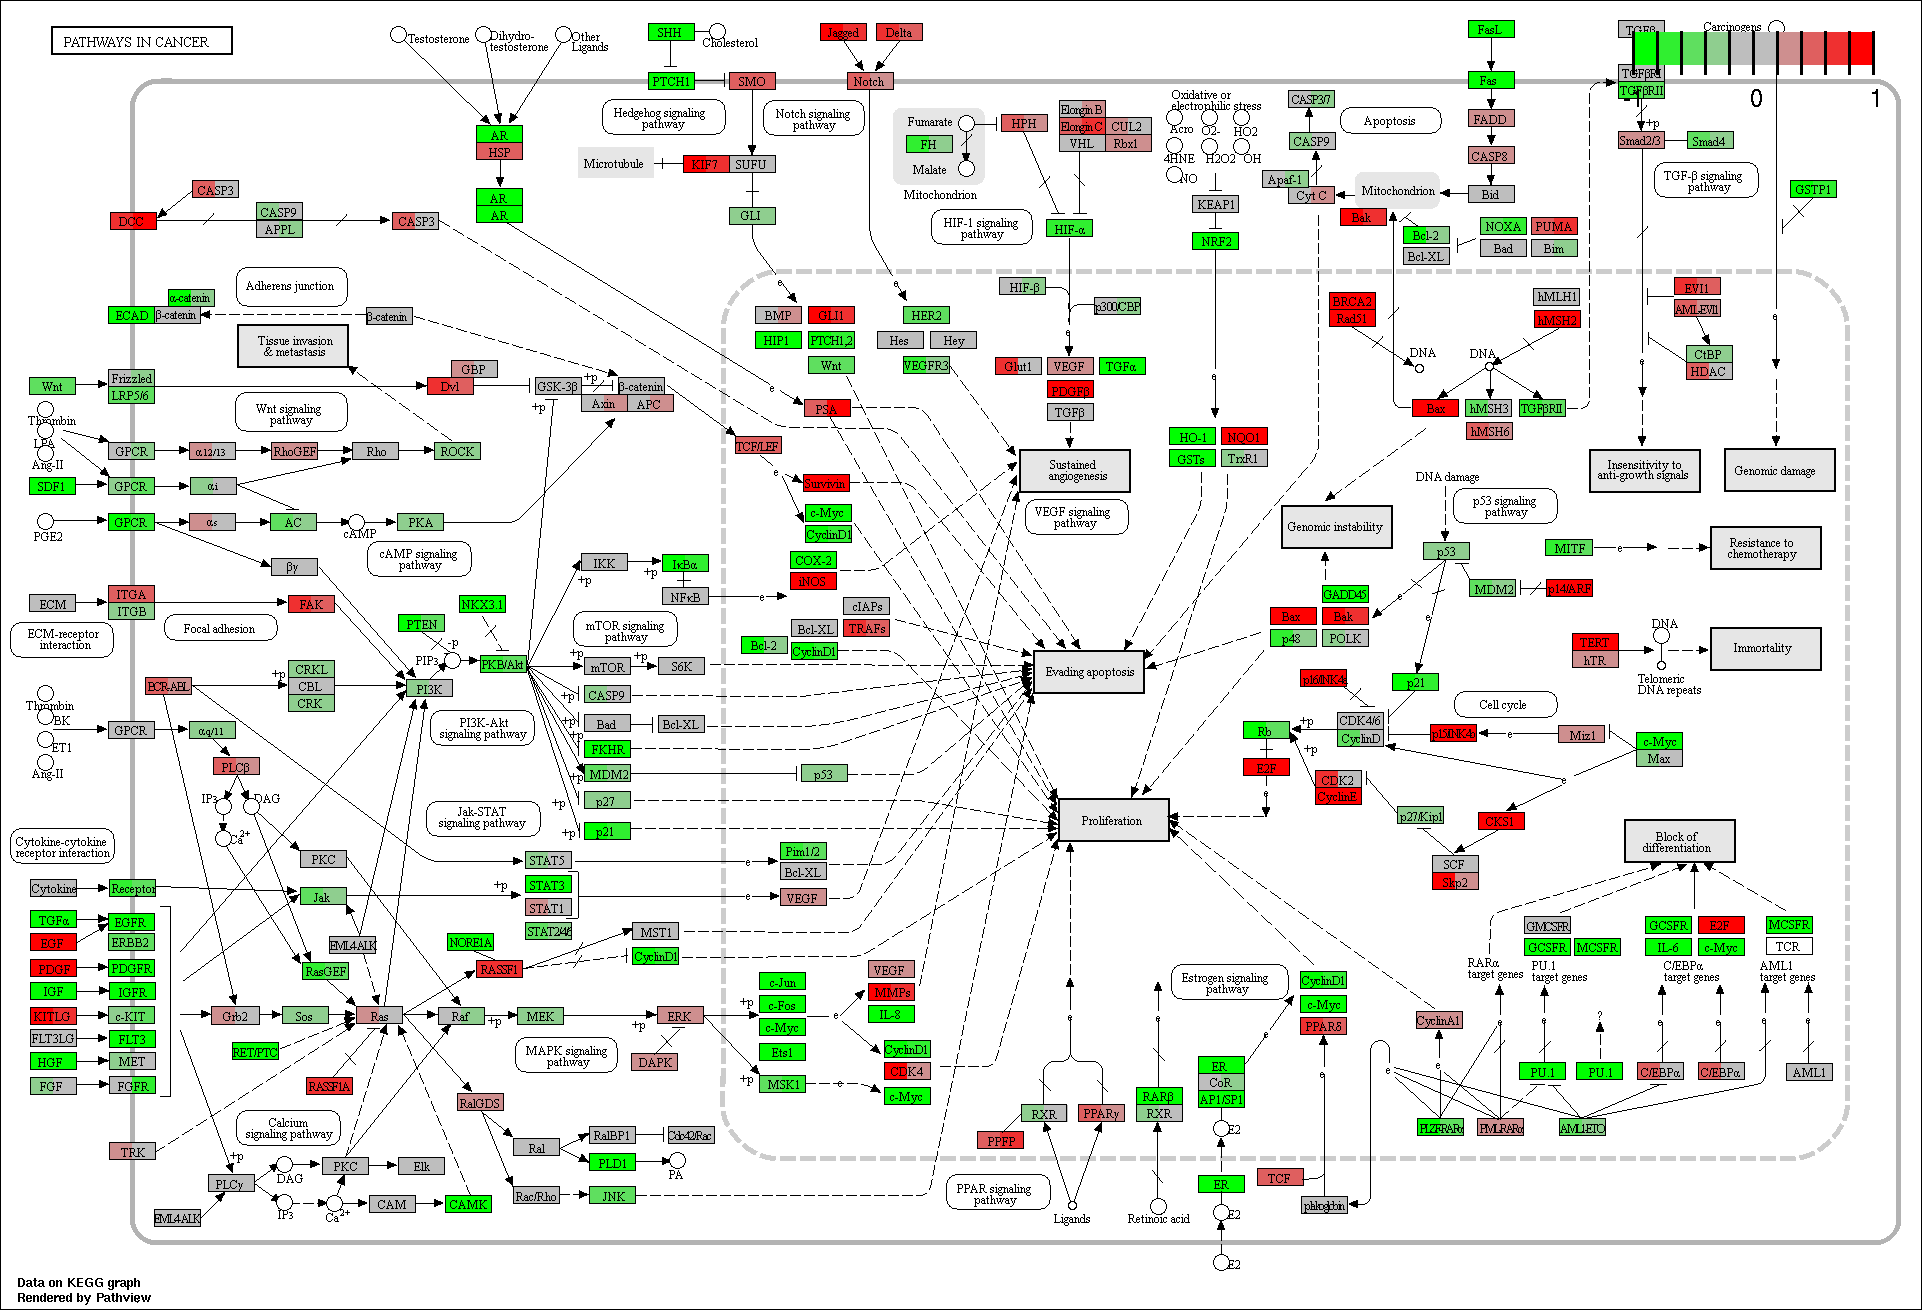 PATHWAYS IN CANCER
Testosterone
Dihydro-
testosterone
Other
Ligands
SHH
Cholesterol
Jagged
Delta
FasL
Carcinogens
-1
0
1
PTCH1
SMO
Notch
Fas
TGFβRI
TGFβRII
Hedgehog signaling
pathway
Notch signaling
pathway
Fumarate
FH
Malate
Mitochondrion
HPH
Elongin B
Elongin C
CUL2
VHL
Rbx1
Oxidative or
electrophilic stress
Acro
O2-
HO2
4HNE
H2O2
OH
NO
CASP3/7
CASP9
Apoptosis
FADD
CASP8
+p
Smad2/3
Smad4
TGF-β signaling
pathway
AR
HSP
AR
AR
Microtubule
KIF7
SUFU
GLI
HIF-1 signaling
pathway
HIF-α
KEAP1
NRF2
Apaf-1
Cyt C
Mitochondrion
Bid
Bak
Bcl-2
Bcl-XL
NOXA
PUMA
Bad
Bim
GSTP1
CASP3
DCC
CASP9
APPL
CASP3
Adherens junction
α-catenin
ECAD
β-catenin
β-catenin
Tissue invasion
& metastasis
e
e
BMP
GLI1
HIP1
PTCH1,2
Wnt
HER2
Hes
Hey
VEGFR3
HIF-β
p300/CBP
e
Glut1
VEGF
TGFα
PDGFβ
TGFβ
BRCA2
Rad51
hMLH1
hMSH2
DNA
DNA
EVI1
AML-EVI1
CtBP
HDAC
e
e
Wnt
Frizzled
LRP5/6
GBP
Dvl
GSK-3β
+p
+p
β-catenin
Axin
APC
Wnt signaling
pathway
e
PSA
TCF/LEF
e
Bax
hMSH3
TGFβRII
hMSH6
Thrombin
LPA
Ang-II
GPCR
α12/13
RhoGEF
Rho
ROCK
SDF1
GPCR
αi
PGE2
GPCR
αs
AC
cAMP
PKA
cAMP signaling
pathway
βγ
Survivin
c-Myc
CyclinD1
COX-2
iNOS
Sustained
angiogenesis
VEGF signaling
pathway
e
HO-1
NQO1
GSTs
TrxR1
Genomic instability
DNA damage
p53 signaling
pathway
Insensitivity to
anti-growth signals
Genomic damage
p53
MITF
e
Resistance to
chemotherapy
MDM2
p14/ARF
ECM
ITGA
ITGB
FAK
ECM-receptor
interaction
Focal adhesion
NKX3.1
PTEN
-p
PIP3
PKB/Akt
IKK
+p
+p
IκBα
NFκB
e
mTOR signaling
pathway
cIAPs
Bcl-XL
TRAFs
Bcl-2
CyclinD1
GADD45
Bax
Bak
p48
POLK
e
e
TERT
hTR
DNA
Telomeric
DNA repeats
Immortality
+p
mTOR
+p
S6K
Evading apoptosis
CRKL
CBL
CRK
+p
PI3K
BCR-ABL
PI3K-Akt
signaling pathway
+p
CASP9
+p
Bad
Bcl-XL
FKHR
+p
MDM2
p53
+p
p27
+p
p21
p16/INK4a
p21
Cell cycle
CDK4/6
CyclinD
+p
Rb
p15/INK4b
e
Miz1
c-Myc
Max
+p
E2F
e
CDK2
CyclinE
e
p27/Kip1
CKS1
SCF
Skp2
Thrombin
BK
ET1
Ang-II
GPCR
αq/11
PLCβ
IP3
DAG
Ca2+
PKC
Jak-STAT
signaling pathway
Proliferation
Block of
differentiation
Cytokine-cytokine
receptor interaction
Cytokine
Receptor
Jak
STAT5
+p
STAT3
STAT1
STAT2/4/6
e
Pim1/2
Bcl-XL
e
VEGF
TGFα
EGFR
EGF
ERBB2
PDGF
PDGFR
IGF
IGFR
KITLG
c-KIT
FLT3LG
FLT3
HGF
MET
FGF
FGFR
EML4-ALK
RasGEF
NORE1A
RASSF1
MST1
CyclinD1
Grb2
Sos
Ras
Raf
+p
MEK
+p
ERK
DAPK
MAPK signaling
pathway
RET/PTC
RASSF1A
+p
c-Jun
c-Fos
c-Myc
Ets1
+p
MSK1
e
VEGF
MMPs
IL-8
e
CyclinD1
CDK4
e
c-Myc
Estrogen signaling
pathway
CyclinD1
c-Myc
PPARδ
e
e
e
e
RARα
target genes
GMCSFR
GCSFR
MCSFR
PU.1
target genes
GCSFR
E2F
IL-6
c-Myc
C/EBPα
target genes
MCSFR
TCR
AML1
target genes
CyclinA1
e
e
e
?
PU.1
PU.1
e
C/EBPα
e
C/EBPα
e
AML1
e
e
PLZF-RARα
PML-RARα
AML1-ETO
RalGDS
Ral
RalBP1
Cdc42/Rac
PLD1
PA
Rac/Rho
JNK
Calcium
signaling pathway
TRK
+p
PLCγ
DAG
IP3
Ca2+
PKC
Elk
CAM
CAMK
EML4-ALK
RXR
PPARγ
PPFP
PPAR signaling
pathway
Ligands
RARβ
RXR
Retinoic acid
ER
CoR
AP1/SP1
E2
ER
E2
E2
TCF
Data on KEGG graph
Rendered by Pathview